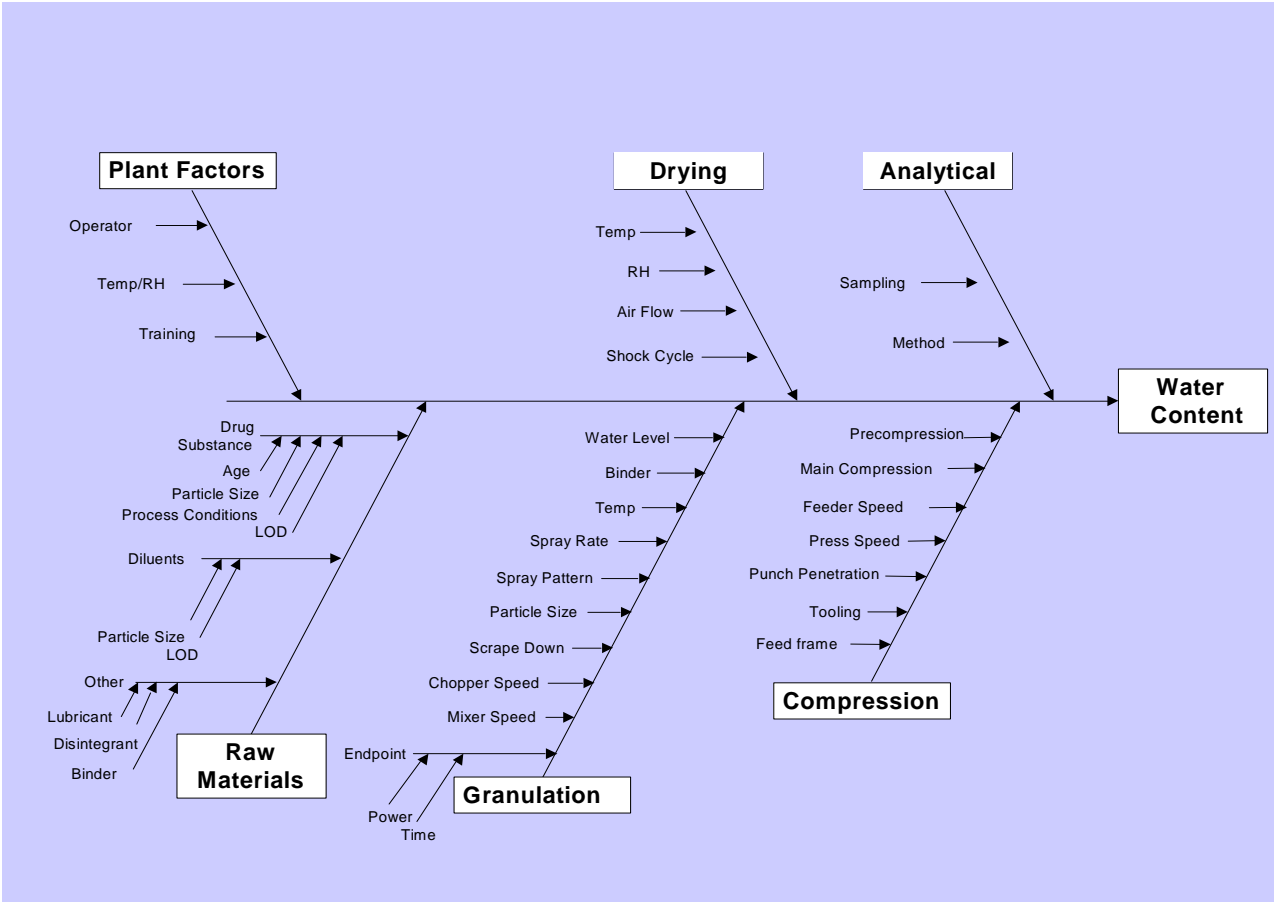 Plant Factors
Operator
Temp/RH
Training
Drying
Temp
RH
Air Flow
Shock Cycle
Analytical
Sampling
Method
Water
Content
Drug
Substance
Age
Particle Size
Process Conditions
LOD
Diluents
Particle Size
LOD
Other
Lubricant
Disintegrant
Binder
Raw
Materials
Water Level
Binder
Temp
Spray Rate
Spray Pattern
Particle Size
Scrape Down
Chopper Speed
Mixer Speed
Endpoint
Power
Time
Granulation
Precompression
Main Compression
Feeder Speed
Press Speed
Punch Penetration
Tooling
Feed frame
Compression